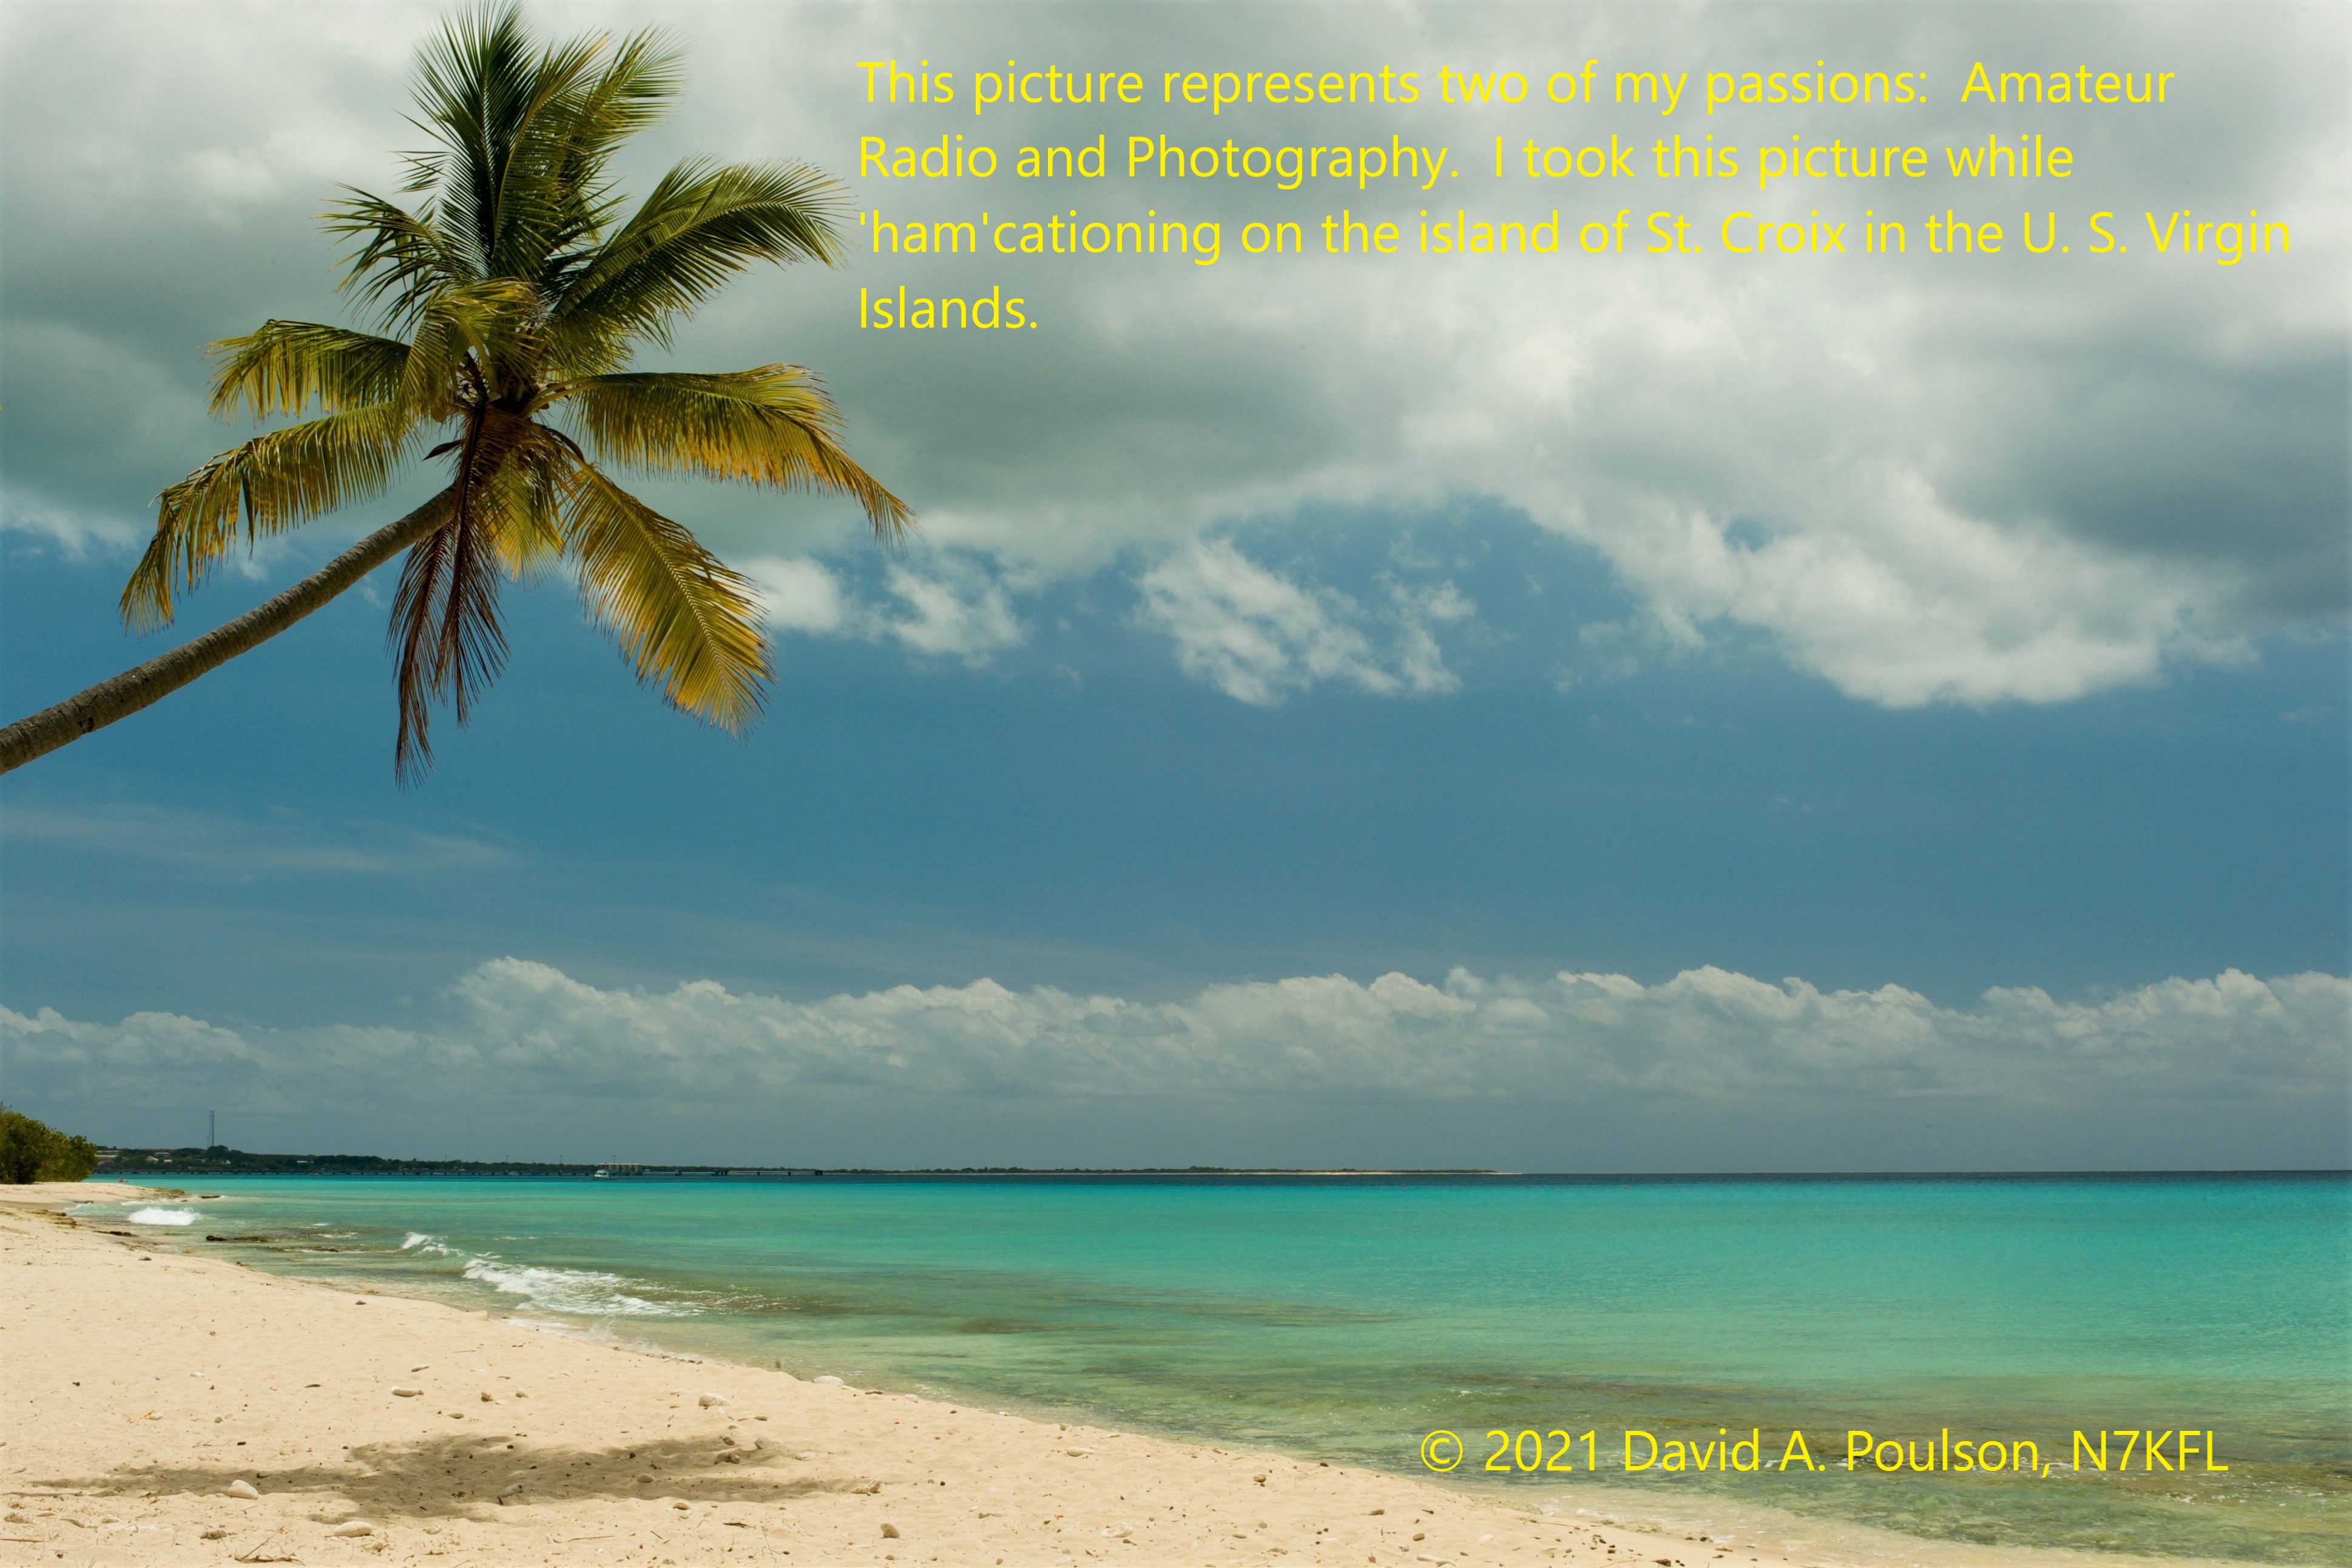 This picture represents two of my passions:  Amateur
Radio and Photography.  I took this picture while
'ham'cationing on the island of St. Croix in the U. S. Virgin
Islands.
© 2021 David A. Poulson, N7KFL